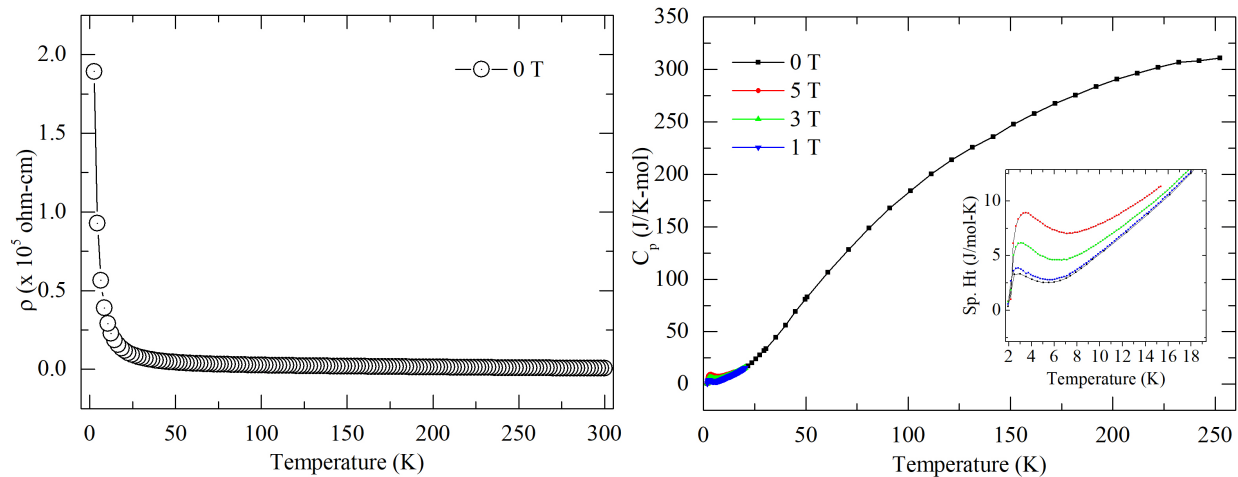 2.0
1.5
1.0
0.5
0.0
ρ (x 10⁵ ohm-cm)
0 T
0 50 100 150 200 250 300
Temperature (K)
350
300
250
200
150
100
50
0
C_p (J/K-mol)
0 T
5 T
3 T
1 T
10
5
0
Sp. Ht (J/mol-K)
2 4 6 8 10 12 14 16 18
Temperature (K)
0 50 100 150 200 250
Temperature (K)